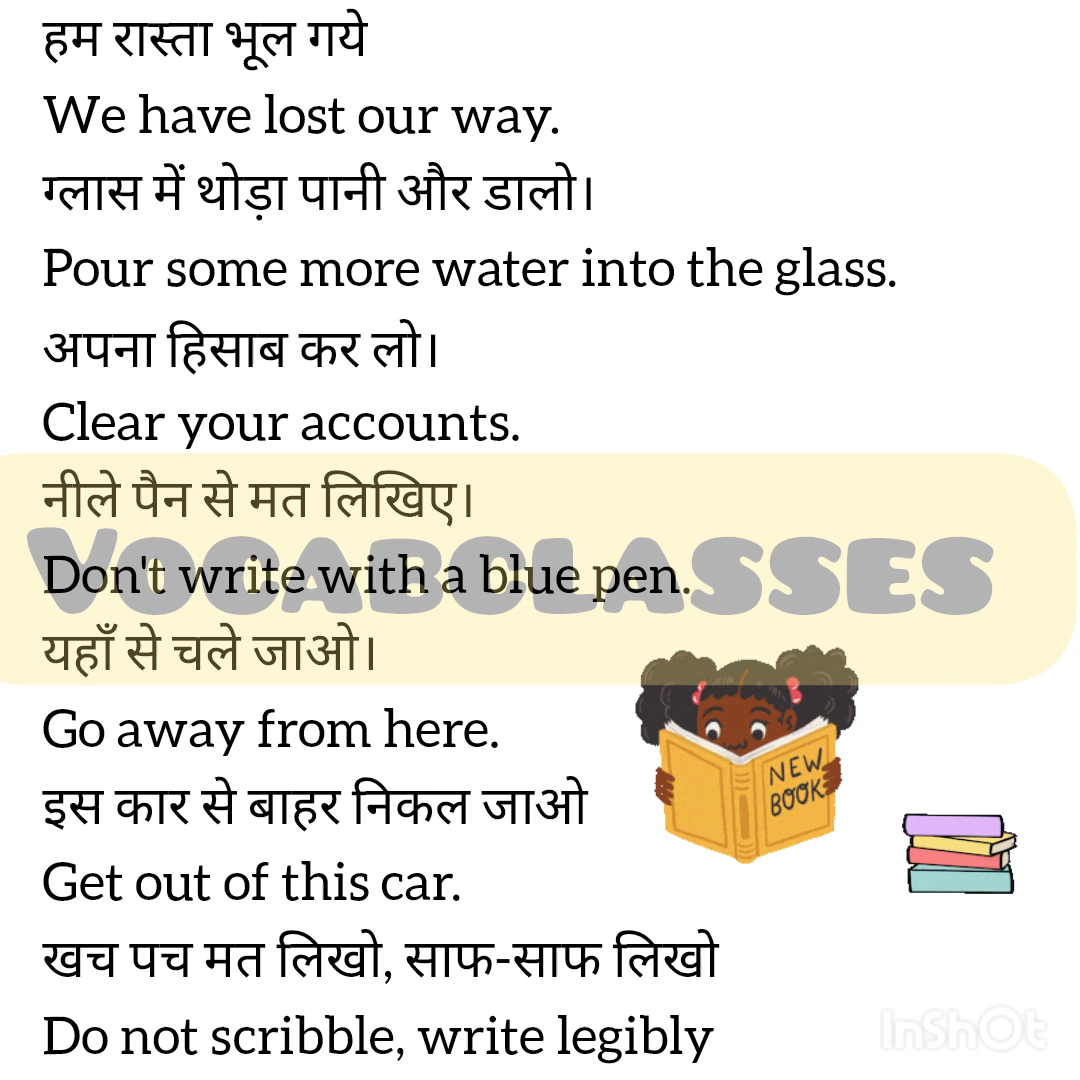 हम रास्ता भूल गये
We have lost our way.
ग्लास में थोड़ा पानी और डालो।
Pour some more water into the glass.
अपना हिसाब कर लो।
Clear your accounts.
नीले पैन से मत लिखिए।
VOCABCLASSES
Don't write with a blue pen.
यहाँ से चले जाओ।
Go away from here.
NEW
BOOK
इस कार से बाहर निकल जाओ
Get out of this car.
खच पच मत लिखो, साफ-साफ लिखो
Do not scribble, write legibly
InShOt